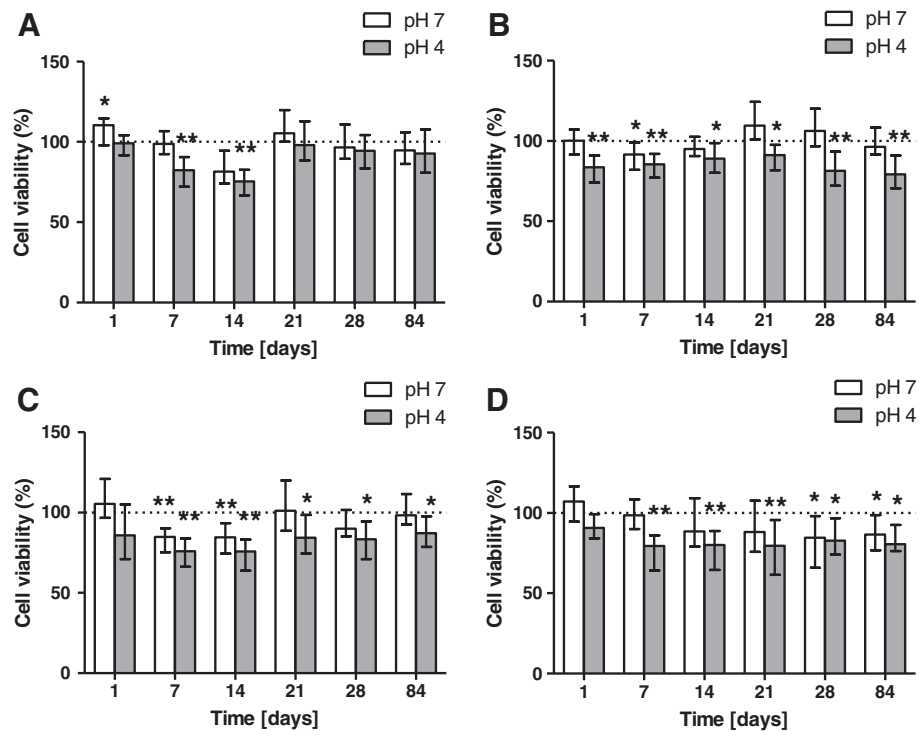 A
pH 7
pH 4
Cell viability (%)
150
100
50
0
* ** **
1 7 14 21 28 84
Time [days]
B
pH 7
pH 4
Cell viability (%)
150
100
50
0
** * ** * * ** **
1 7 14 21 28 84
Time [days]
C
pH 7
pH 4
Cell viability (%)
150
100
50
0
** ** ** ** * * *
1 7 14 21 28 84
Time [days]
D
pH 7
pH 4
Cell viability (%)
150
100
50
0
** ** ** * * * *
1 7 14 21 28 84
Time [days]